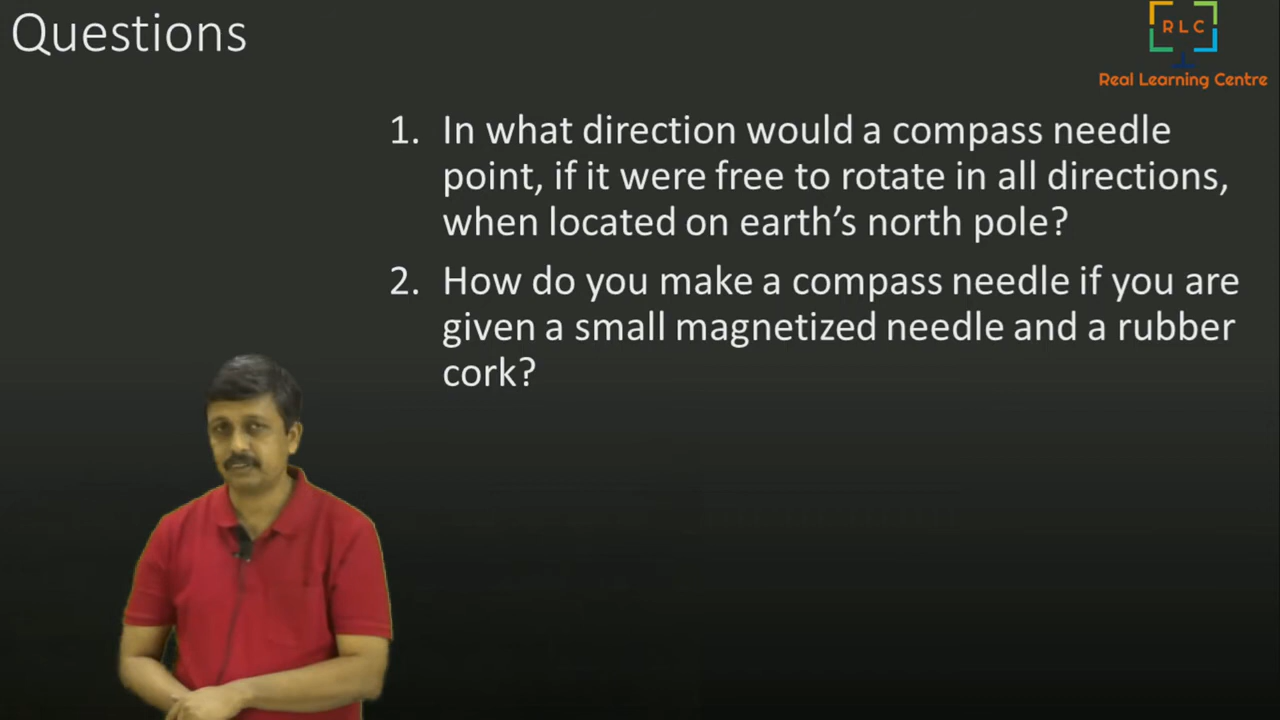 Questions
R L C
Real Learning Centre
1. In what direction would a compass needle
point, if it were free to rotate in all directions,
when located on earth’s north pole?
2. How do you make a compass needle if you are
given a small magnetized needle and a rubber
cork?